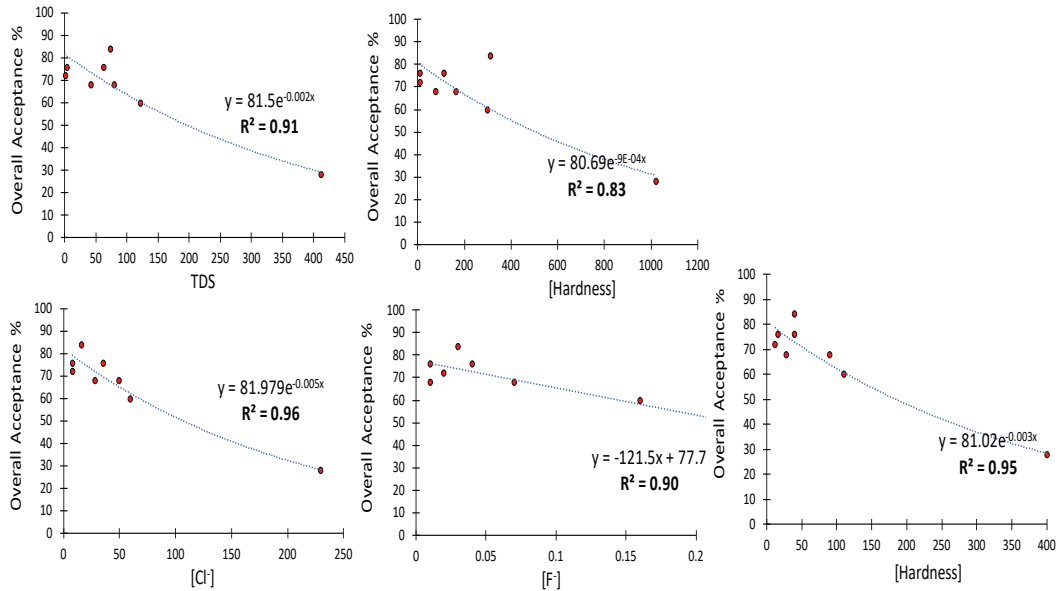 Overall Acceptance %
100
90
80
70
60
50
40
30
20
10
0
y = 81.5e-0.002x
R² = 0.91
0 50 100 150 200 250 300 350 400 450
TDS
Overall Acceptance %
100
90
80
70
60
50
40
30
20
10
0
y = 80.69e-9E-04x
R² = 0.83
0 200 400 600 800 1000 1200
[Hardness]
Overall Acceptance %
100
90
80
70
60
50
40
30
20
10
0
y = 81.979e-0.005x
R² = 0.96
0 50 100 150 200 250
[Cl-]
Overall Acceptance %
100
90
80
70
60
50
40
30
20
10
0
y = -121.5x + 77.7
R² = 0.90
0 0.05 0.1 0.15 0.2
[F-]
Overall Acceptance %
100
90
80
70
60
50
40
30
20
10
0
y = 81.02e-0.003x
R² = 0.95
0 50 100 150 200 250 300 350 400
[Hardness]